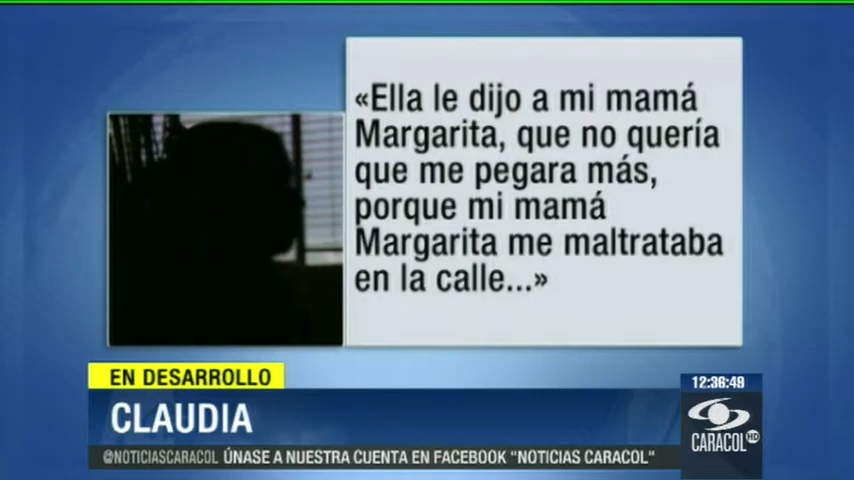 «Ella le dijo a mi mamá
Margarita, que no quería
que me pegara más,
porque mi mamá
Margarita me maltrataba
en la calle...»
EN DESARROLLO
12:36:49
CLAUDIA
CARACOL HD
@NOTICIASCARACOL ÚNASE A NUESTRA CUENTA EN FACEBOOK "NOTICIAS CARACOL"